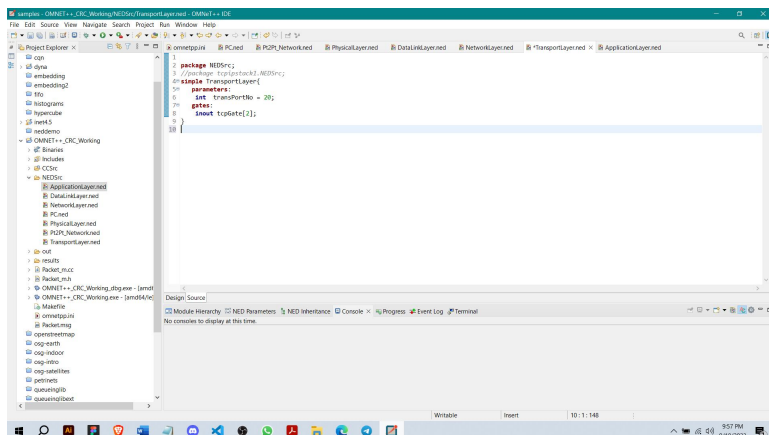 samples - OMNET++_CRC_Working/NEDSrc/TransportLayer.ned - OMNeT++ IDE
File Edit Source View Navigate Search Project Run Window Help
Project Explorer
omnetpp.ini PC.ned Pt2Pt_Network.ned PhysicalLayer.ned DataLinkLayer.ned NetworkLayer.ned *TransportLayer.ned ApplicationLayer.ned
cqn
dyna
embedding
embedding2
fifo
histograms
hypercube
inet4.5
neddemo
OMNET++_CRC_Working
Binaries
Includes
CCSrc
NEDSrc
ApplicationLayer.ned
DataLinkLayer.ned
NetworkLayer.ned
PC.ned
PhysicalLayer.ned
Pt2Pt_Network.ned
TransportLayer.ned
out
results
Packet_m.cc
Packet_m.h
OMNET++_CRC_Working_dbg.exe - [amd6
OMNET++_CRC_Working.exe - [amd64/le]
Makefile
omnetpp.ini
Packet.msg
openstreetmap
osg-earth
osg-indoor
osg-intro
osg-satellites
petrinets
queueinglib
queueinglibext
1
2 package NEDSrc;
3 //package tcpipstack1.NEDSrc;
4 simple TransportLayer{
5 parameters:
6 int transPortNo = 20;
7 gates:
8 inout tcpGate[2];
9 }
10
Design Source
Module Hierarchy NED Parameters NED Inheritance Console Progress Event Log Terminal
No consoles to display at this time.
Writable Insert 10 : 1 : 148
9:57 PM